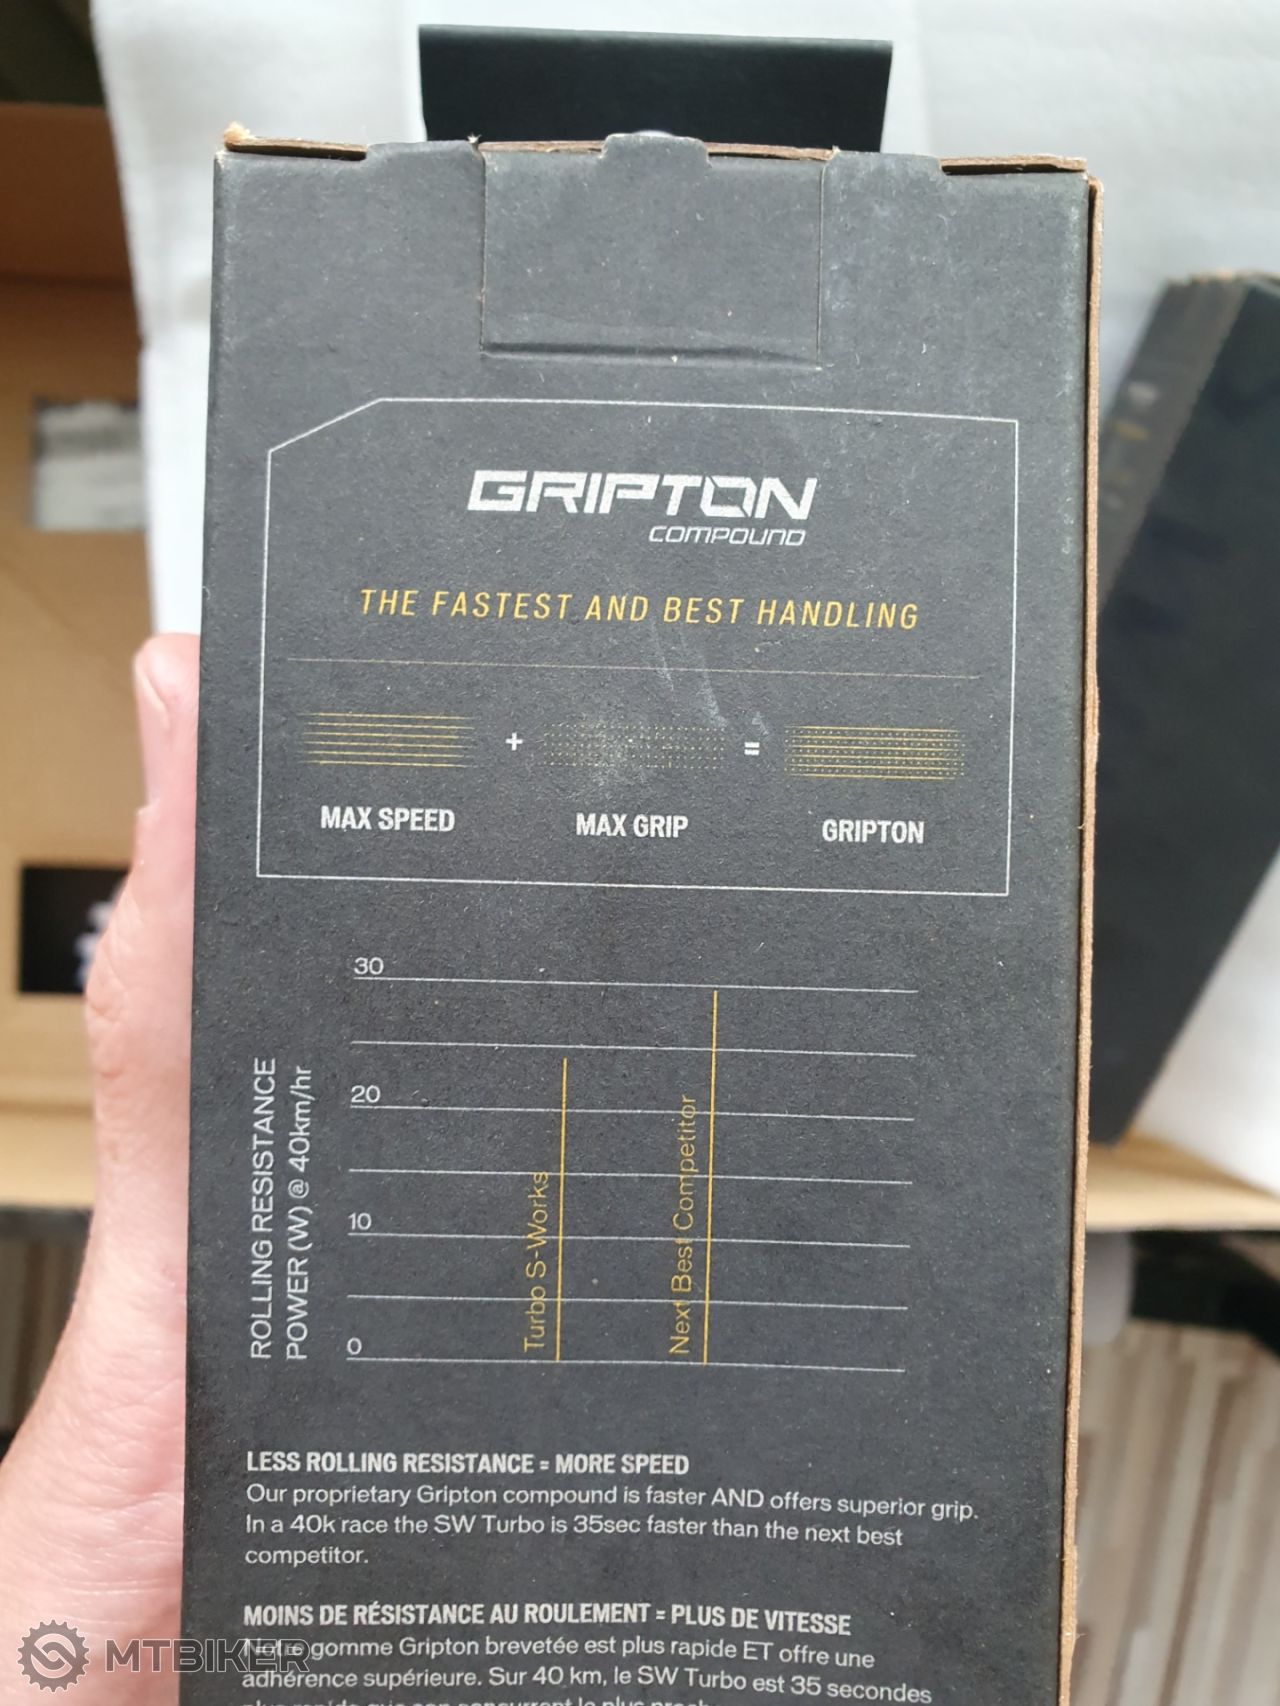 GRIPTON
COMPOUND
THE FASTEST AND BEST HANDLING
+ =
MAX SPEED MAX GRIP GRIPTON
30
20
10
0
ROLLING RESISTANCE
POWER (W) @ 40km/hr
Turbo S-Works
Next Best Competitor
LESS ROLLING RESISTANCE = MORE SPEED
Our proprietary Gripton compound is faster AND offers superior grip.
In a 40k race the SW Turbo is 35sec faster than the next best
competitor.
MOINS DE RÉSISTANCE AU ROULEMENT = PLUS DE VITESSE
Notre gomme Gripton brevetée est plus rapide ET offre une
adhérence supérieure. Sur 40 km, le SW Turbo est 35 secondes
MTBIKER